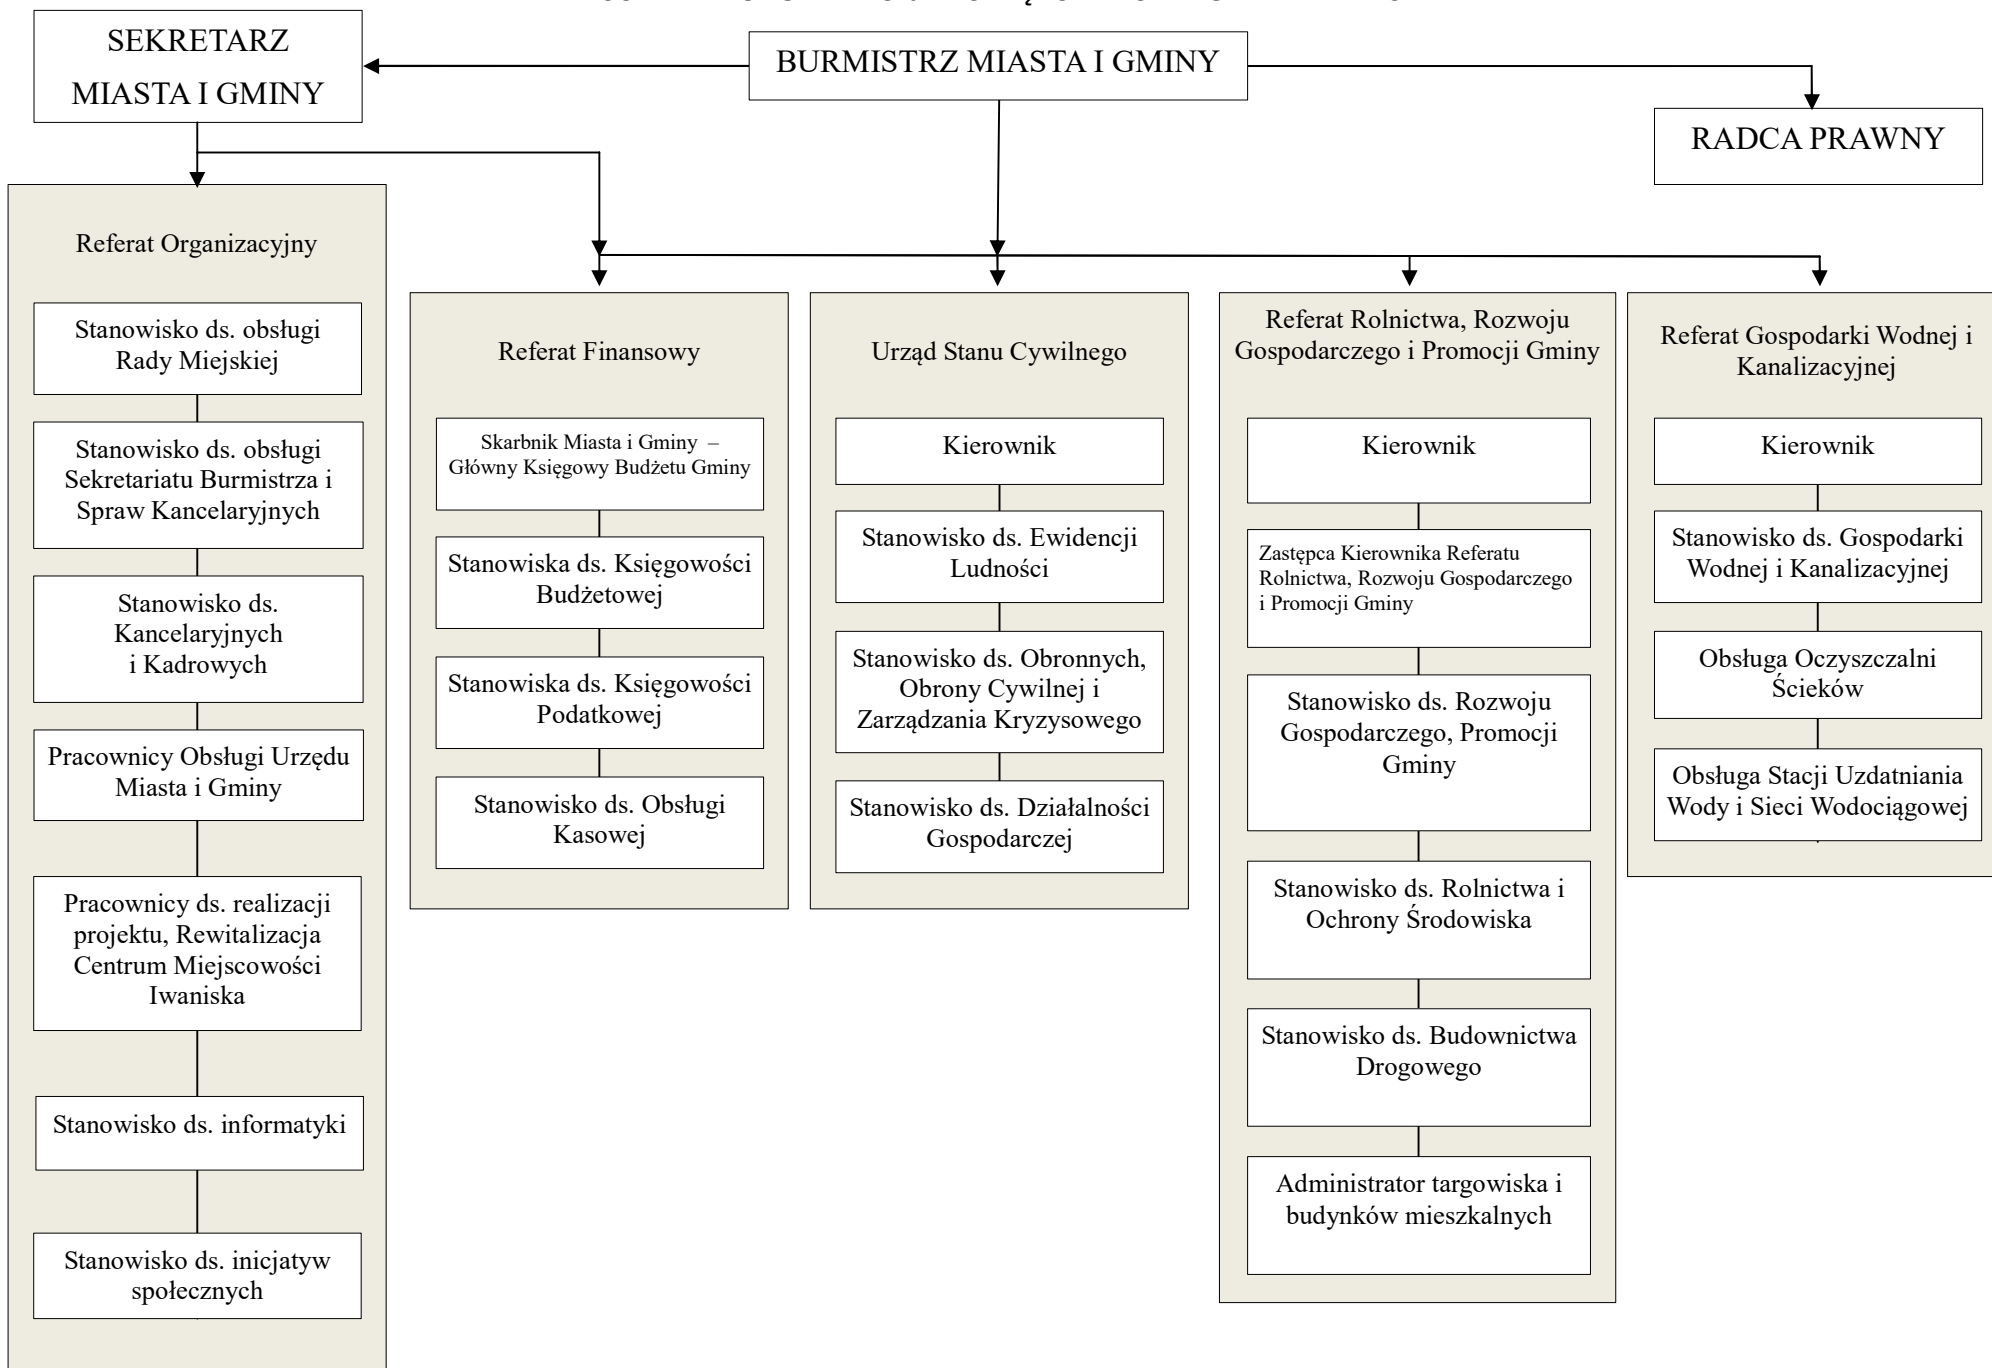 SEKRETARZ
MIASTA I GMINY
BURMISTRZ MIASTA I GMINY
RADCA PRAWNY
Referat Organizacyjny
Stanowisko ds. obsługi
Rady Miejskiej
Stanowisko ds. obsługi
Sekretariatu Burmistrza i
Spraw Kancelaryjnych
Stanowisko ds.
Kancelaryjnych
i Kadrowych
Pracownicy Obsługi Urzędu
Miasta i Gminy
Pracownicy ds. realizacji
projektu, Rewitalizacja
Centrum Miejscowości
Iwaniska
Stanowisko ds. informatyki
Stanowisko ds. inicjatyw
społecznych
Referat Finansowy
Skarbnik Miasta i Gminy –
Główny Księgowy Budżetu Gminy
Stanowiska ds. Księgowości
Budżetowej
Stanowiska ds. Księgowości
Podatkowej
Stanowisko ds. Obsługi
Kasowej
Urząd Stanu Cywilnego
Kierownik
Stanowisko ds. Ewidencji
Ludności
Stanowisko ds. Obronnych,
Obrony Cywilnej i
Zarządzania Kryzysowego
Stanowisko ds. Działalności
Gospodarczej
Referat Rolnictwa, Rozwoju
Gospodarczego i Promocji Gminy
Kierownik
Zastępca Kierownika Referatu
Rolnictwa, Rozwoju Gospodarczego
i Promocji Gminy
Stanowisko ds. Rozwoju
Gospodarczego, Promocji
Gminy
Stanowisko ds. Rolnictwa i
Ochrony Środowiska
Stanowisko ds. Budownictwa
Drogowego
Administrator targowiska i
budynków mieszkalnych
Referat Gospodarki Wodnej i
Kanalizacyjnej
Kierownik
Stanowisko ds. Gospodarki
Wodnej i Kanalizacyjnej
Obsługa Oczyszczalni
Ścieków
Obsługa Stacji Uzdatniania
Wody i Sieci Wodociągowej